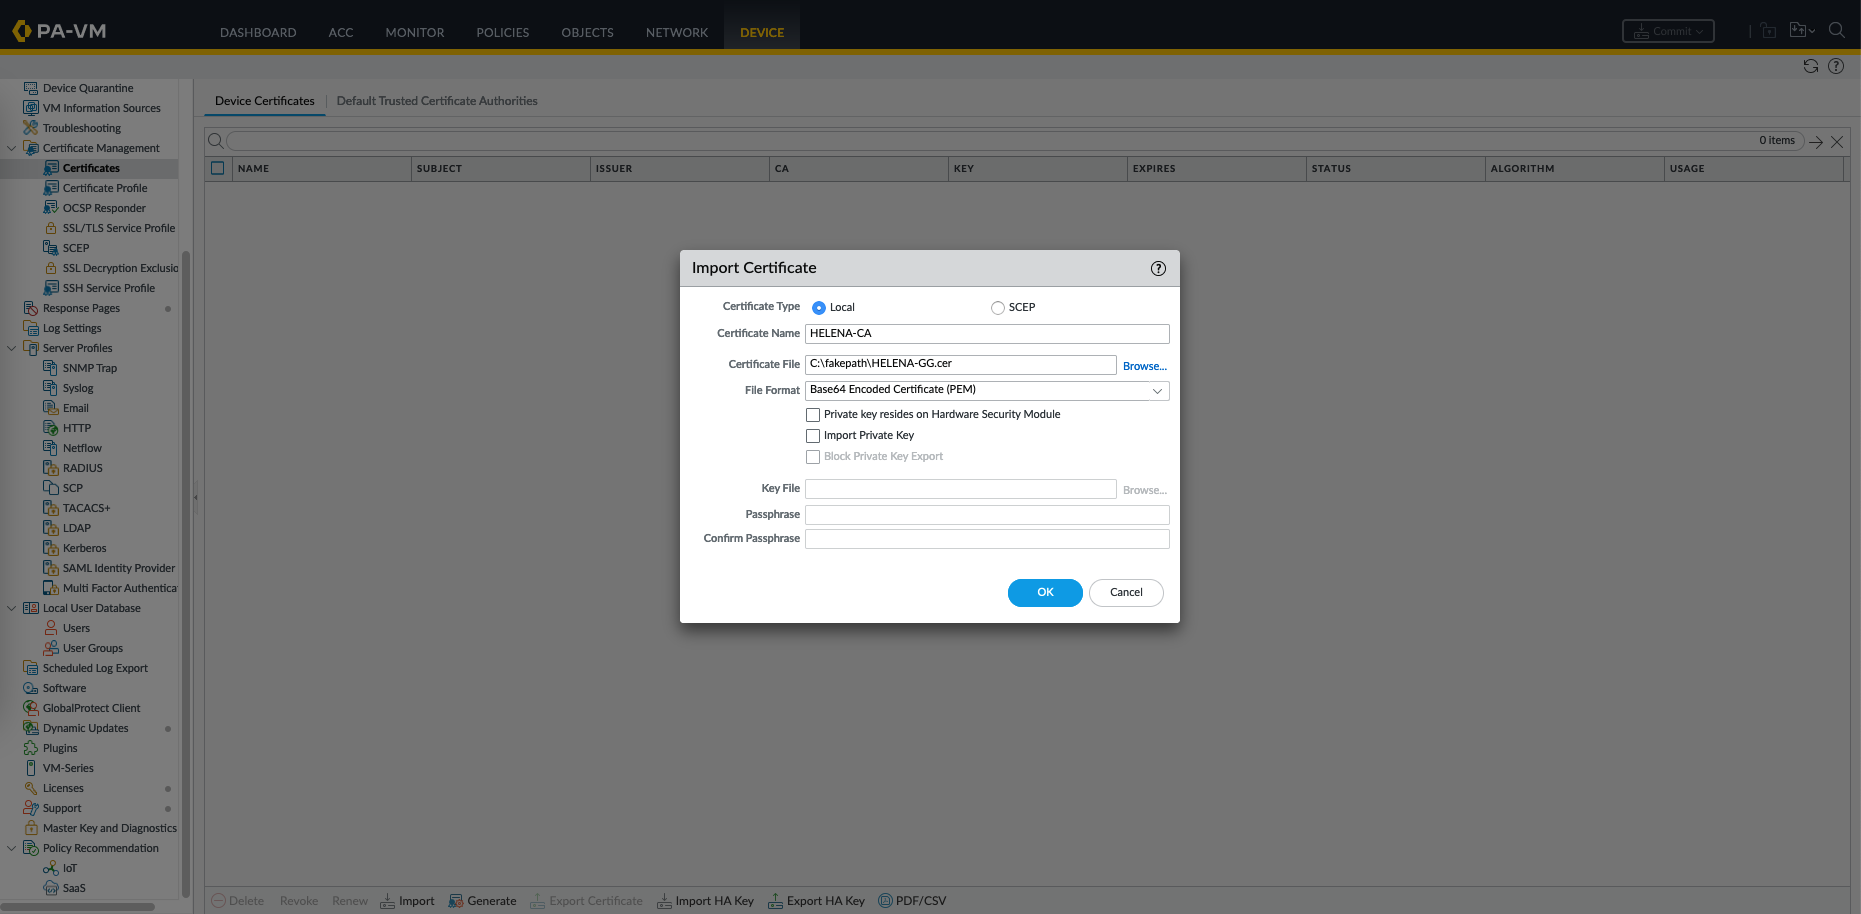 PA-VM
DASHBOARD ACC MONITOR POLICIES OBJECTS NETWORK DEVICE
Commit
Device Quarantine
VM Information Sources
Troubleshooting
Certificate Management
Certificates
Certificate Profile
OCSP Responder
SSL/TLS Service Profile
SCEP
SSL Decryption Exclusio
SSH Service Profile
Response Pages
Log Settings
Server Profiles
SNMP Trap
Syslog
Email
HTTP
Netflow
RADIUS
SCP
TACACS+
LDAP
Kerberos
SAML Identity Provider
Multi Factor Authentica
Local User Database
Users
User Groups
Scheduled Log Export
Software
GlobalProtect Client
Dynamic Updates
Plugins
VM-Series
Licenses
Support
Master Key and Diagnostics
Policy Recommendation
IoT
SaaS
Device Certificates Default Trusted Certificate Authorities
0 items
NAME SUBJECT ISSUER CA KEY EXPIRES STATUS ALGORITHM USAGE
Import Certificate
Certificate Type Local SCEP
Certificate Name HELENA-CA
Certificate File C:\fakepath\HELENA-GG.cer Browse...
File Format Base64 Encoded Certificate (PEM)
Private key resides on Hardware Security Module
Import Private Key
Block Private Key Export
Key File Browse...
Passphrase
Confirm Passphrase
OK Cancel
Delete Revoke Renew Import Generate Export Certificate Import HA Key Export HA Key PDF/CSV